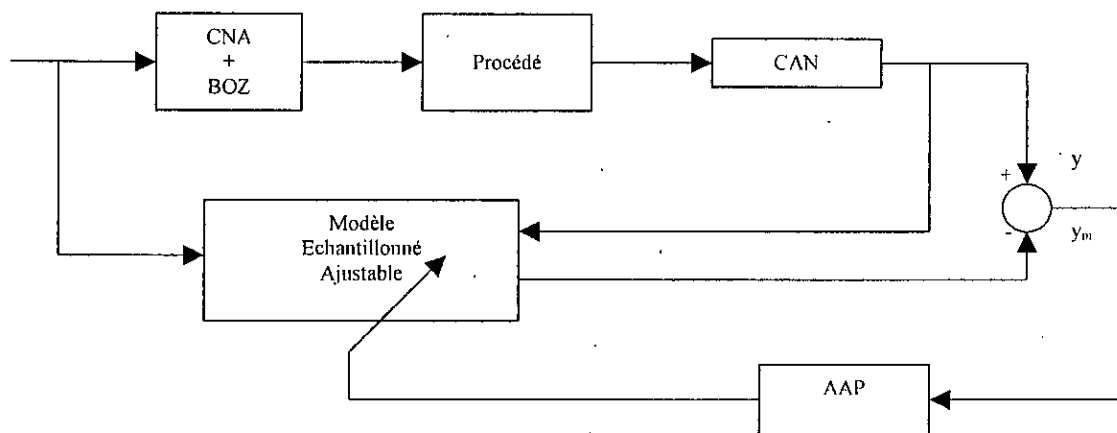 CNA
+
BOZ
Procédé
CAN
y
+
-
yₘ
Modèle
Echantillonné
Ajustable
AAP